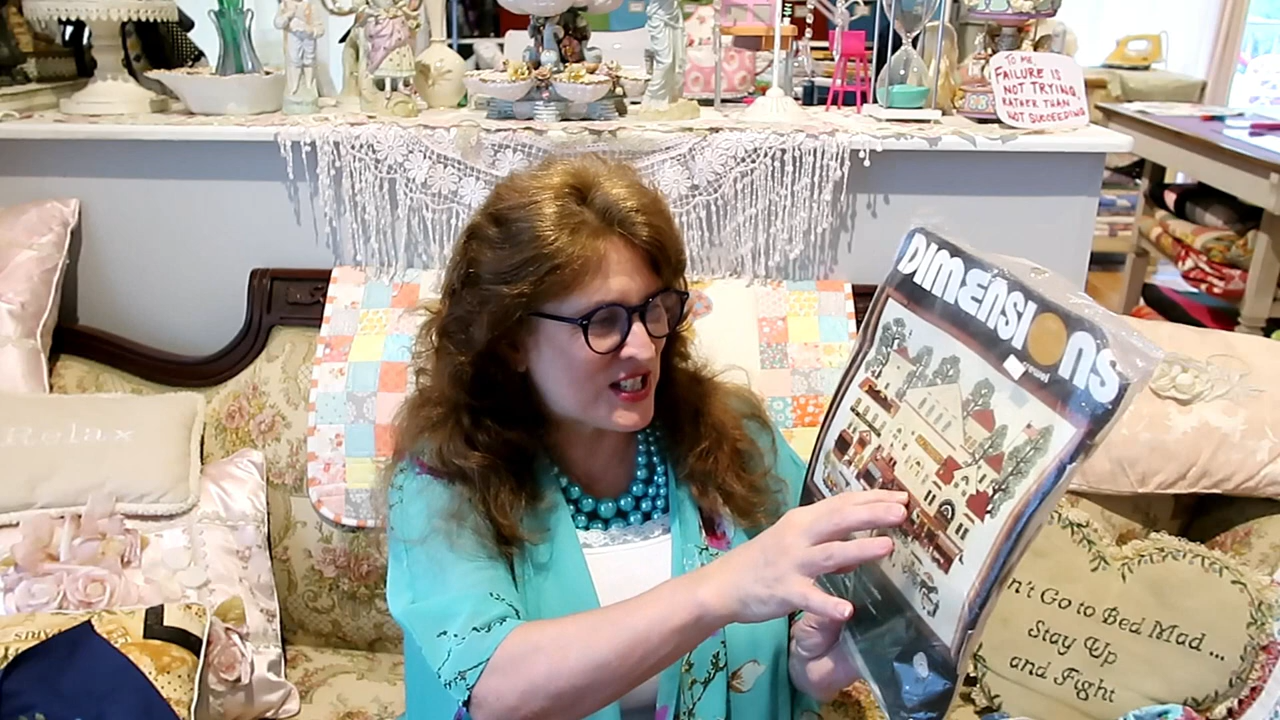 TO ME,
FAILURE IS
NOT TRYING
RATHER THAN
NOT SUCCEEDING
DIMENSIONS
Relax
n't Go to Bed Mad ...
Stay Up
and Fight